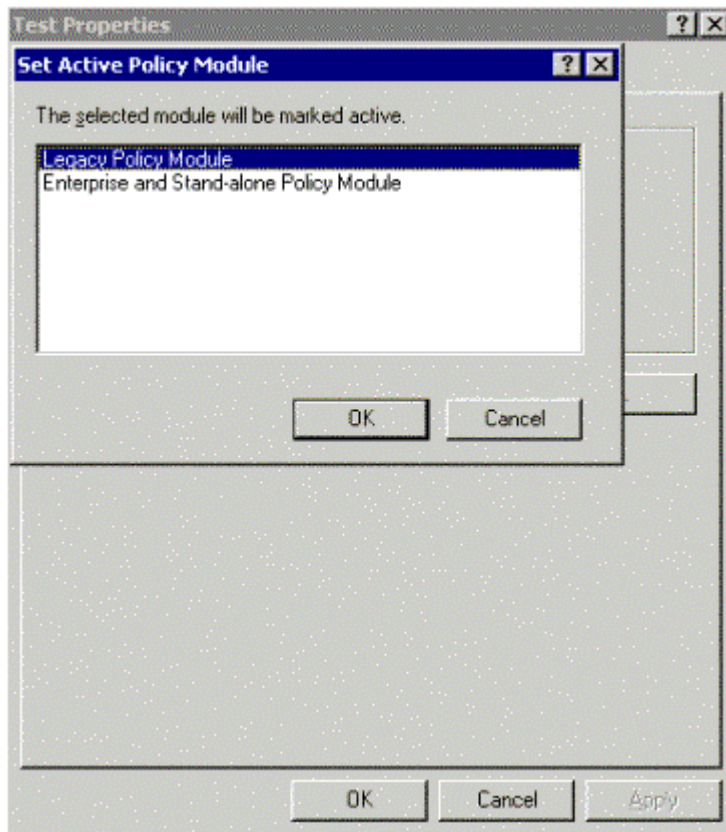 Test Properties
Set Active Policy Module
The selected module will be marked active.
Legacy Policy Module
Enterprise and Stand-alone Policy Module
OK Cancel
OK Cancel Apply